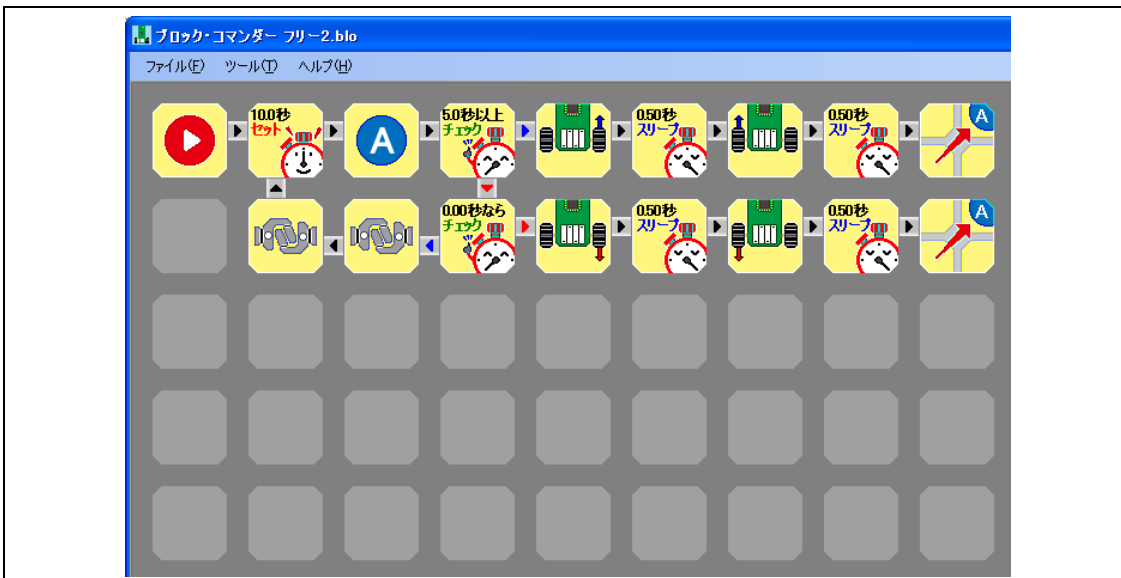 ブロック・コマンダー フリー2.blo
ファイル(F) ツール(T) ヘルプ(H)
10.0秒
セット
A
5.0秒以上
チェック
0.50秒
スリープ
0.50秒
スリープ
A
0.00秒なら
チェック
0.50秒
スリープ
0.50秒
スリープ
A